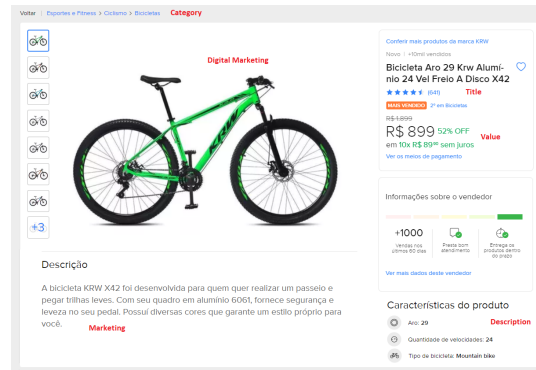 Voltar | Esportes e Fitness > Ciclismo > Bicicletas Category
Digital Marketing
KRW
+3
Descrição
A bicicleta KRW X42 foi desenvolvida para quem quer realizar um passeio e
pegar trilhas leves. Com seu quadro em alumínio 6061, fornece segurança e
leveza no seu pedal. Possuí diversas cores que garante um estilo próprio para
você.
Marketing
Conferir mais produtos da marca KRW
Novo | +10mil vendidos
Bicicleta Aro 29 Krw Alumí-
nio 24 Vel Freio A Disco X42
(641) Title
MAIS VENDIDO 2º em Bicicletas
R$ 1.899
R$ 899 52% OFF
Value
em 10x R$ 89⁹⁰ sem juros
Ver os meios de pagamento
Informações sobre o vendedor
+1000
Vendas nos
últimos 60 dias
Presta bom
atendimento
Entrega os
produtos dentro
do prazo
Ver mais dados deste vendedor
Características do produto
Aro: 29 Description
Quantidade de velocidades: 24
Tipo de bicicleta: Mountain bike